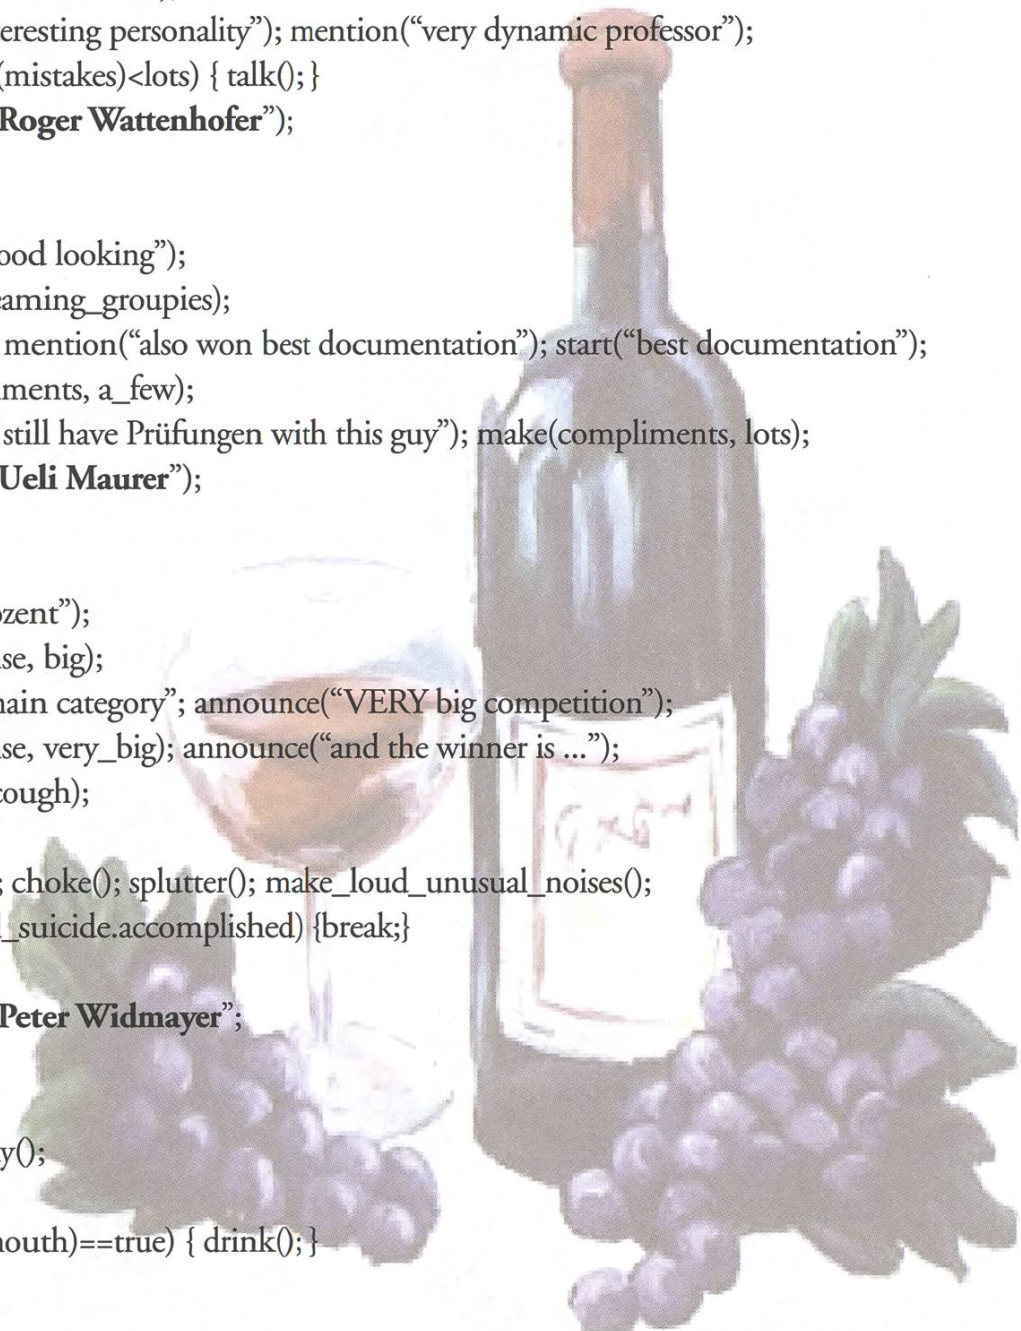 eresting personality”); mention(“very dynamic professor”);
(mistakes)<lots) { talk(); }
Roger Wattenhofer”);
ood looking”);
eaming_groupies);
mention(“also won best documentation”); start(“best documentation”);
ments, a_few);
still have Prüfungen with this guy”); make(compliments, lots);
Ueli Maurer”);
ozent”);
se, big);
ain category”; announce(“VERY big competition”);
se, very_big); announce(“and the winner is ...”);
cough);
; choke(); splutter(); make_loud_unusual_noises();
_suicide.accomplished) {break;}
Peter Widmayer”;
y();
outh)==true) { drink(); }